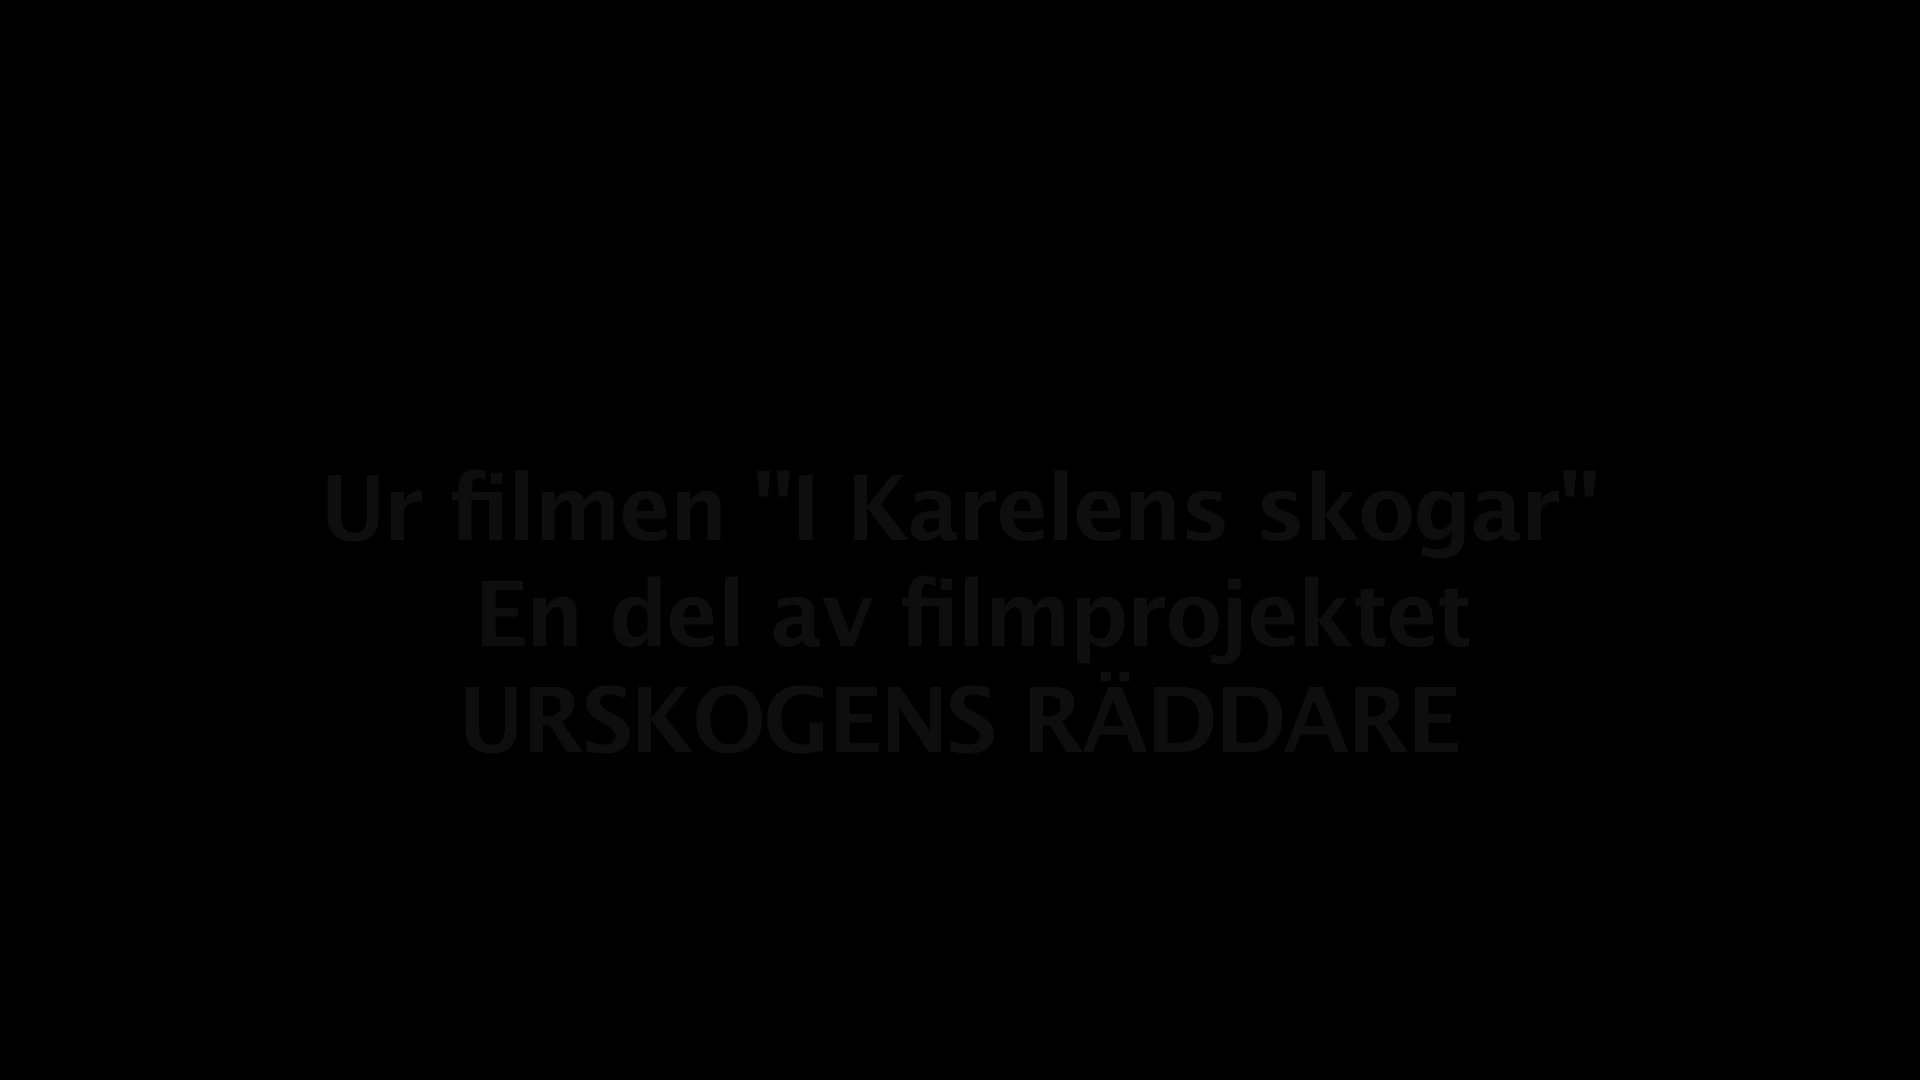 Ur filmen "I Karelens skogar"
En del av filmprojektet
URSKOGENS RÄDDARE